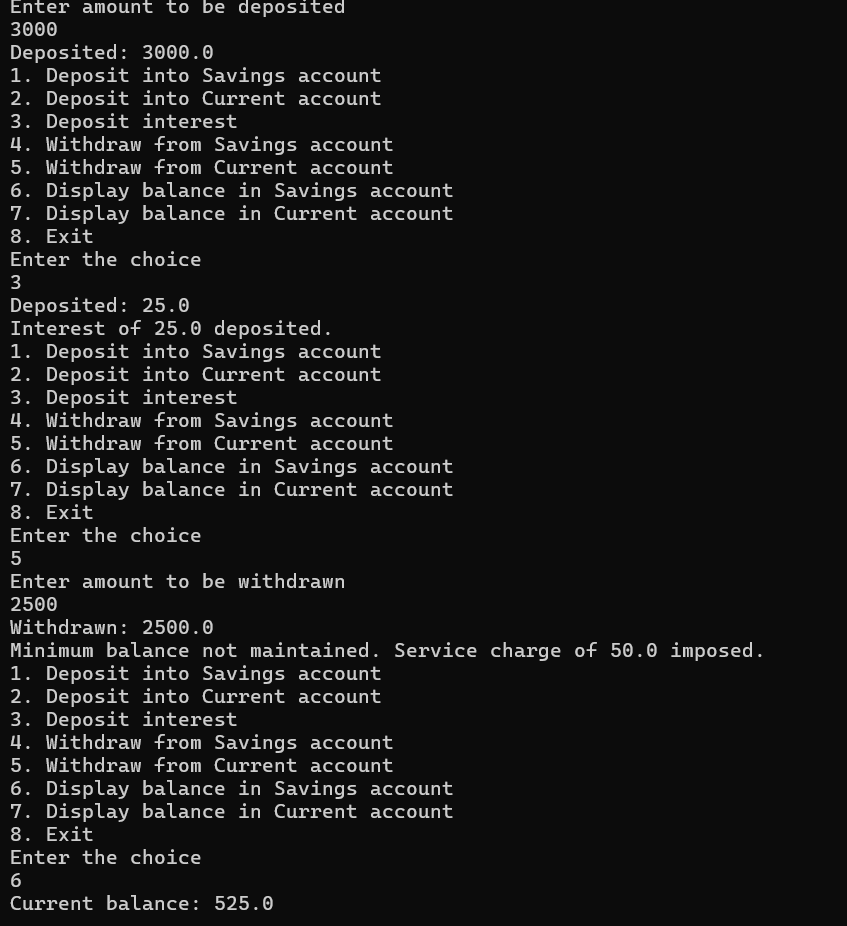 Enter amount to be deposited
3000
Deposited: 3000.0
1. Deposit into Savings account
2. Deposit into Current account
3. Deposit interest
4. Withdraw from Savings account
5. Withdraw from Current account
6. Display balance in Savings account
7. Display balance in Current account
8. Exit
Enter the choice
3
Deposited: 25.0
Interest of 25.0 deposited.
1. Deposit into Savings account
2. Deposit into Current account
3. Deposit interest
4. Withdraw from Savings account
5. Withdraw from Current account
6. Display balance in Savings account
7. Display balance in Current account
8. Exit
Enter the choice
5
Enter amount to be withdrawn
2500
Withdrawn: 2500.0
Minimum balance not maintained. Service charge of 50.0 imposed.
1. Deposit into Savings account
2. Deposit into Current account
3. Deposit interest
4. Withdraw from Savings account
5. Withdraw from Current account
6. Display balance in Savings account
7. Display balance in Current account
8. Exit
Enter the choice
6
Current balance: 525.0